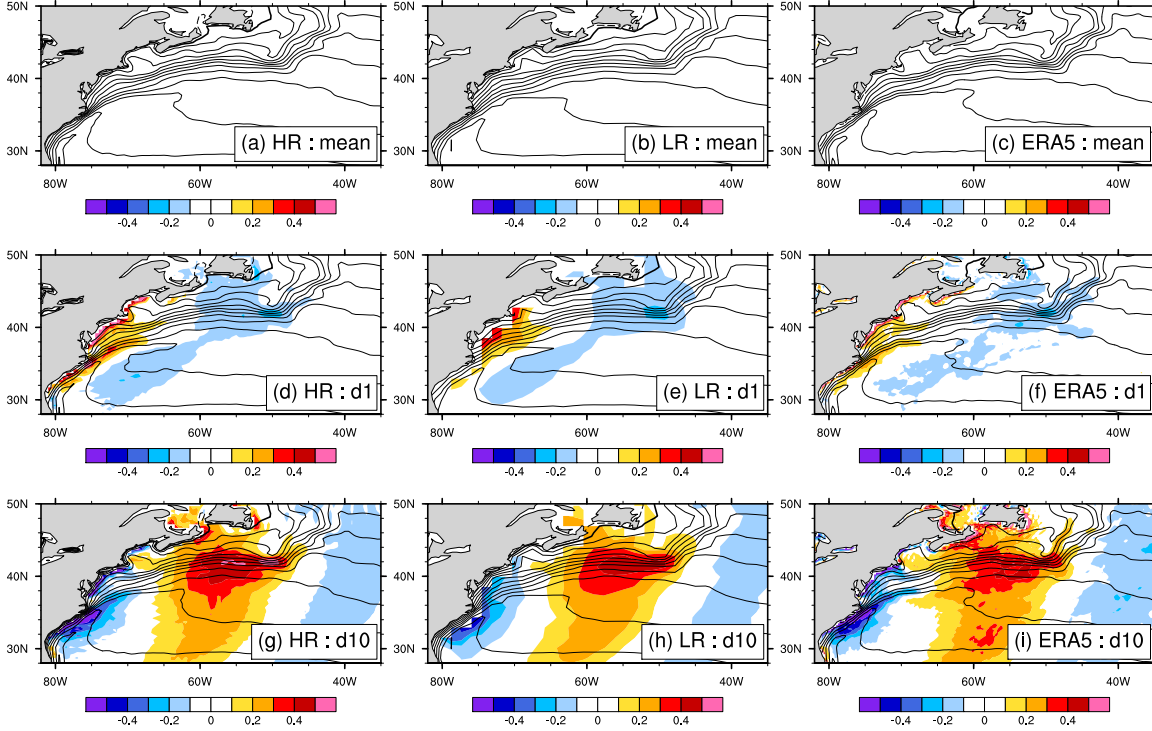 50N
40N
30N
(a) HR : mean
80W 60W 40W
-0.4 -0.2 0 0.2 0.4
50N
40N
30N
(b) LR : mean
80W 60W 40W
-0.4 -0.2 0 0.2 0.4
50N
40N
30N
(c) ERA5 : mean
80W 60W 40W
-0.4 -0.2 0 0.2 0.4
50N
40N
30N
(d) HR : d1
80W 60W 40W
-0.4 -0.2 0 0.2 0.4
50N
40N
30N
(e) LR : d1
80W 60W 40W
-0.4 -0.2 0 0.2 0.4
50N
40N
30N
(f) ERA5 : d1
80W 60W 40W
-0.4 -0.2 0 0.2 0.4
50N
40N
30N
(g) HR : d10
80W 60W 40W
-0.4 -0.2 0 0.2 0.4
50N
40N
30N
(h) LR : d10
80W 60W 40W
-0.4 -0.2 0 0.2 0.4
50N
40N
30N
(i) ERA5 : d10
80W 60W 40W
-0.4 -0.2 0 0.2 0.4